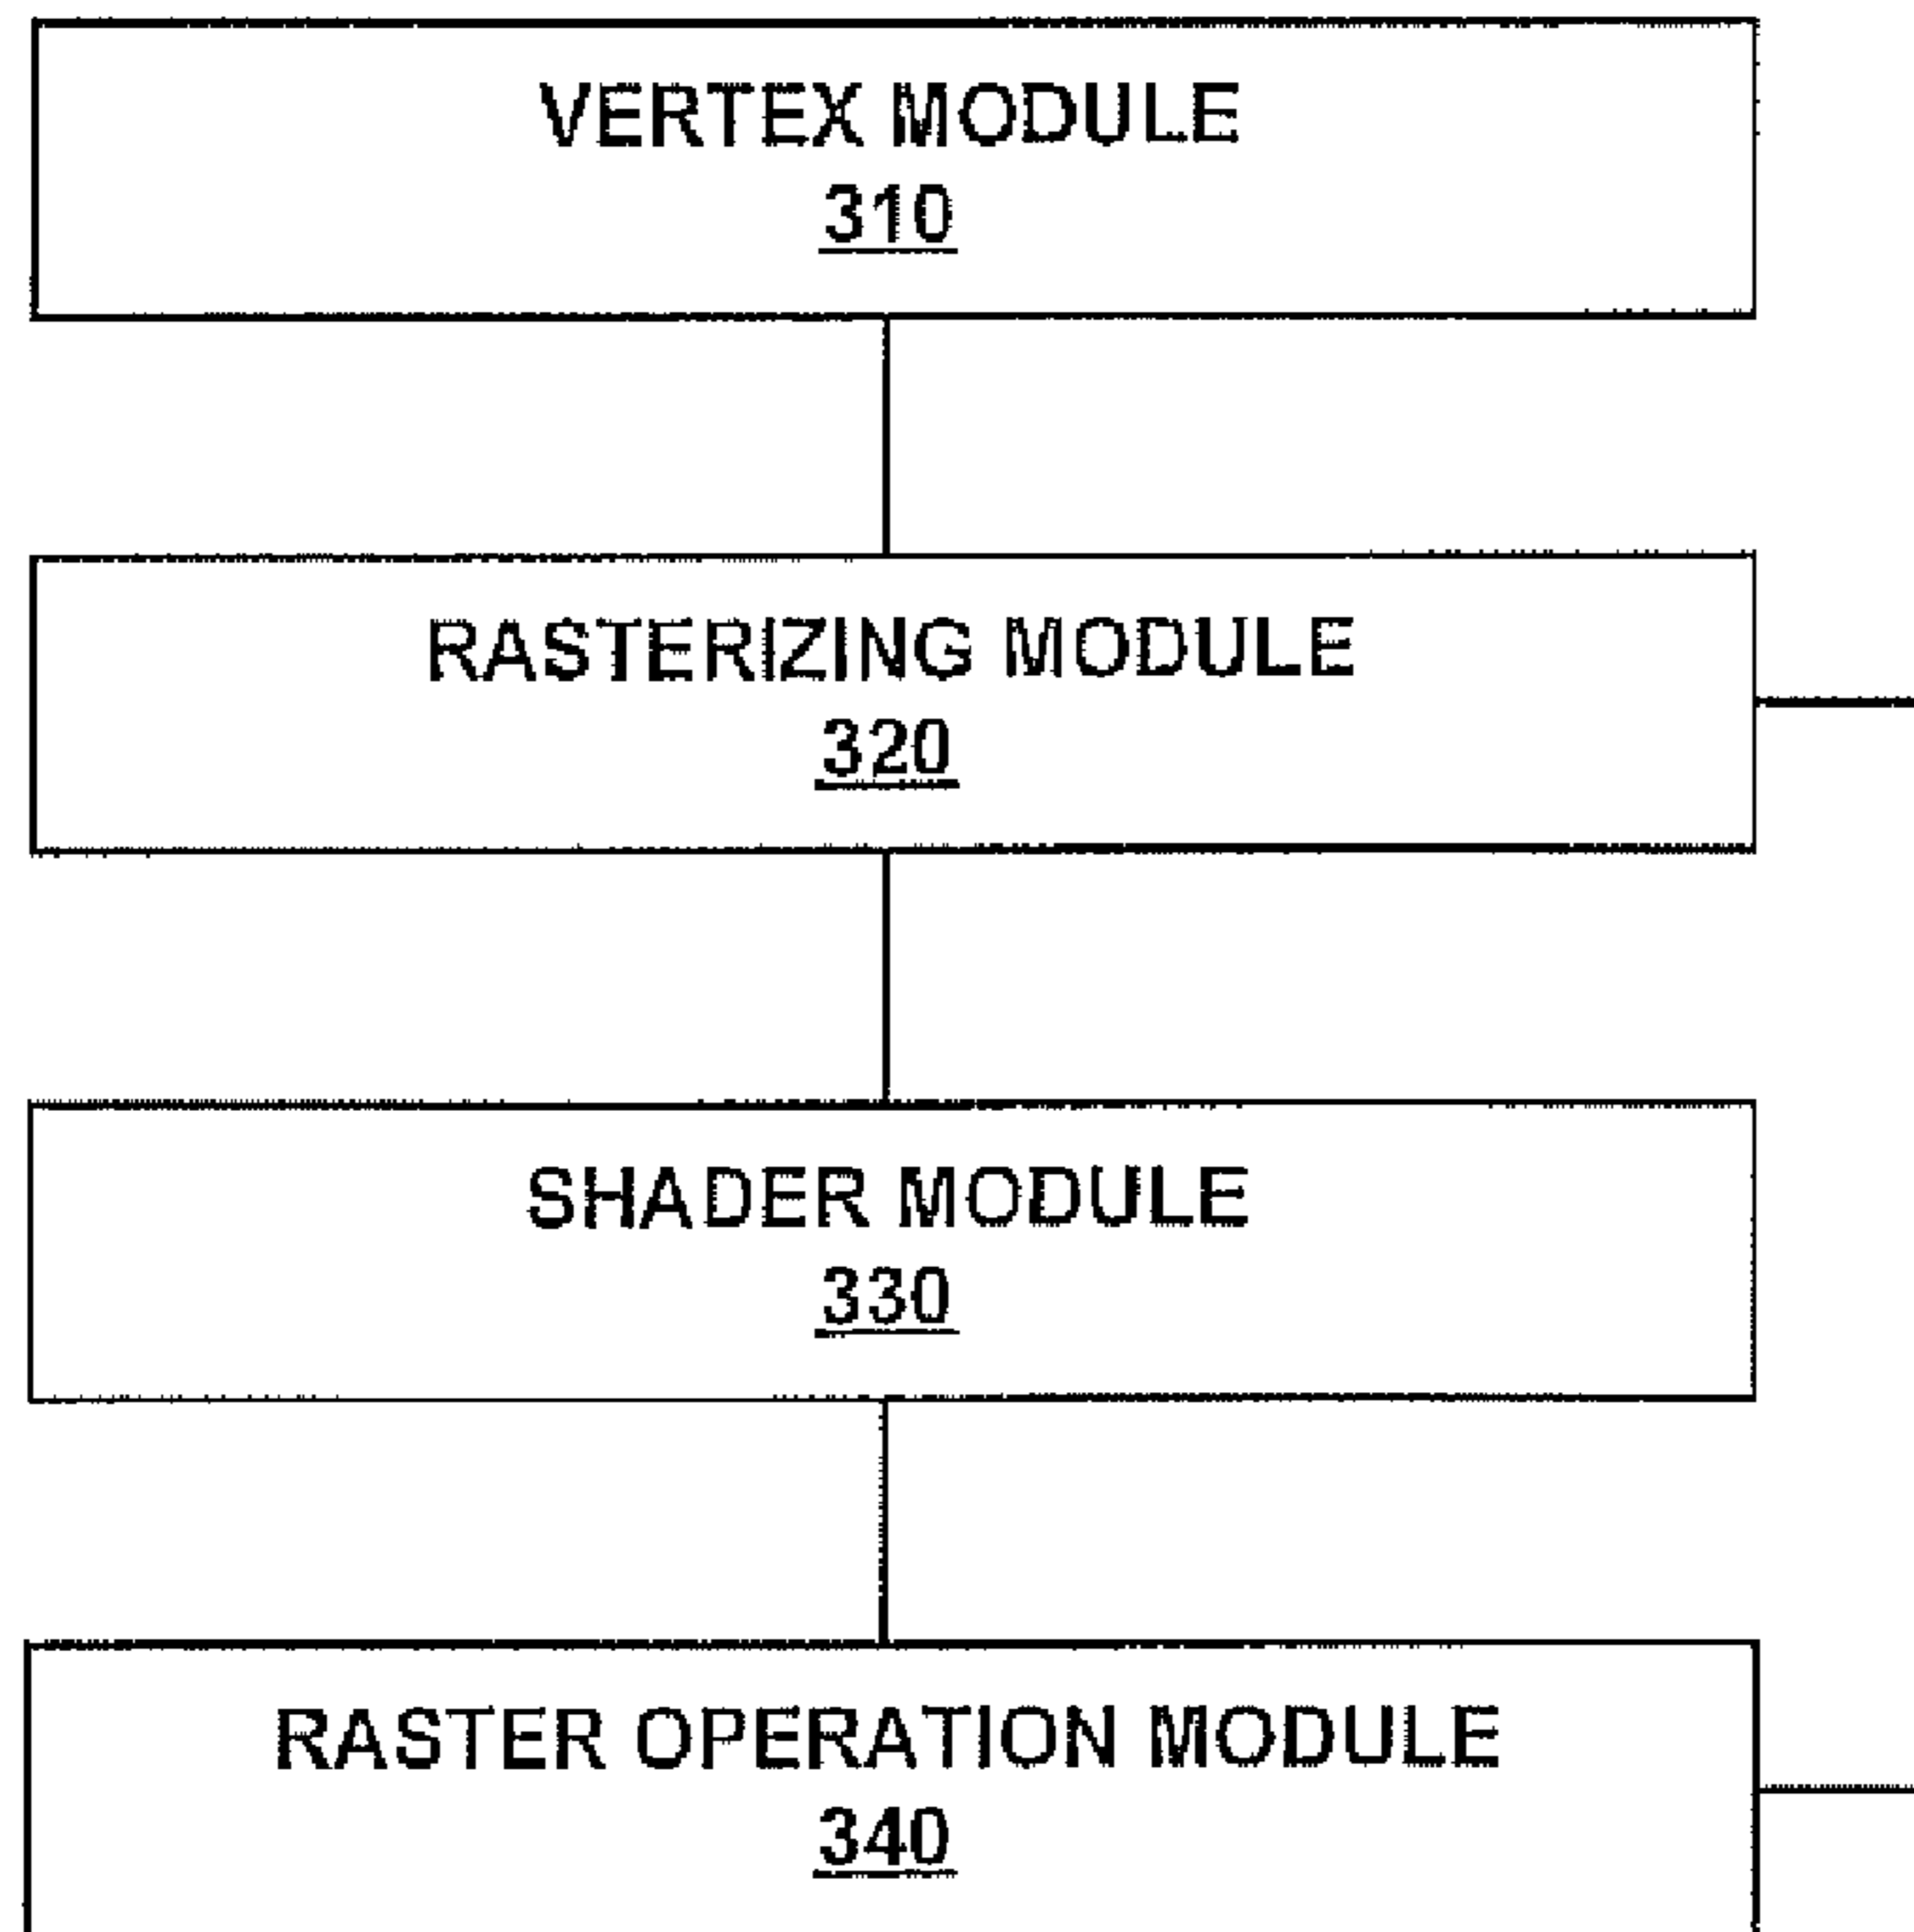 VERTEX MODULE
310
RASTERIZING MODULE
320
SHADER MODULE
330
RASTER OPERATION MODULE
340